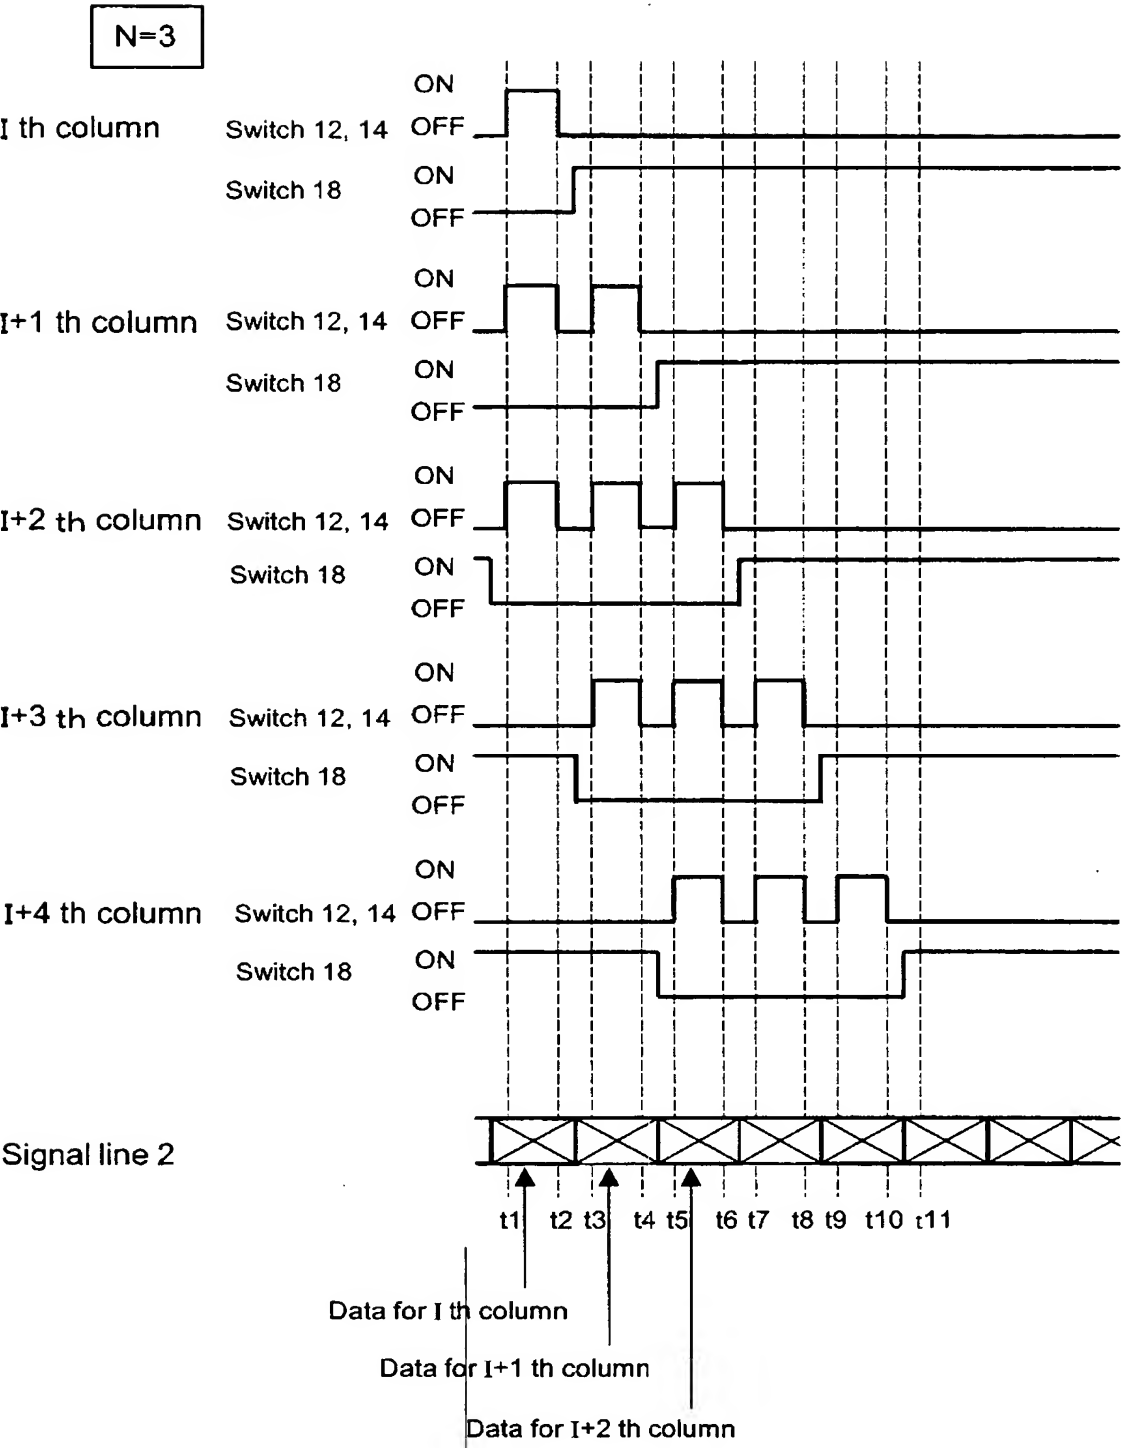 N=3
ON
I th column Switch 12, 14 OFF
ON
Switch 18
OFF
ON
I+1 th column Switch 12, 14 OFF
ON
Switch 18
OFF
ON
I+2 th column Switch 12, 14 OFF
ON
Switch 18
OFF
ON
I+3 th column Switch 12, 14 OFF
ON
Switch 18
OFF
ON
I+4 th column Switch 12, 14 OFF
ON
Switch 18
OFF
Signal line 2
t1 t2 t3 t4 t5 t6 t7 t8 t9 t10 t11
Data for I th column
Data for I+1 th column
Data for I+2 th column